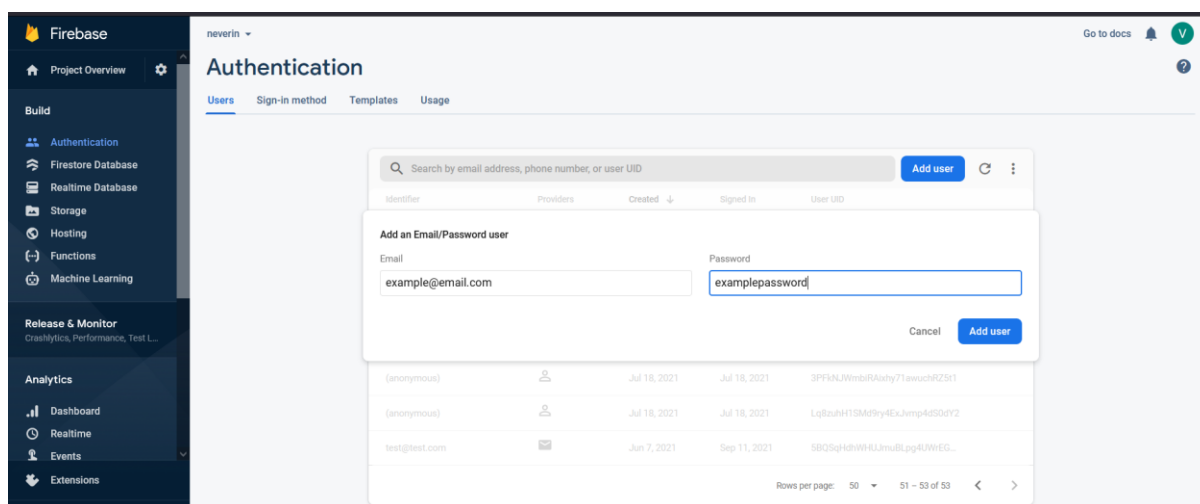 Firebase
Project Overview
Build
Authentication
Firestore Database
Realtime Database
Storage
Hosting
Functions
Machine Learning
Release & Monitor
Crashlytics, Performance, Test L...
Analytics
Dashboard
Realtime
Events
Extensions
neverin
Go to docs
V
Authentication
Users Sign-in method Templates Usage
Search by email address, phone number, or user UID
Add user
Identifier Providers Created Signed In User UID
Add an Email/Password user
Email Password
example@email.com examplepassword
Cancel Add user
(anonymous) Jul 18, 2021 Jul 18, 2021
(anonymous) Jul 18, 2021 Jul 18, 2021
test@test.com Jun 7, 2021 Sep 11, 2021
Rows per page: 50 51 – 53 of 53